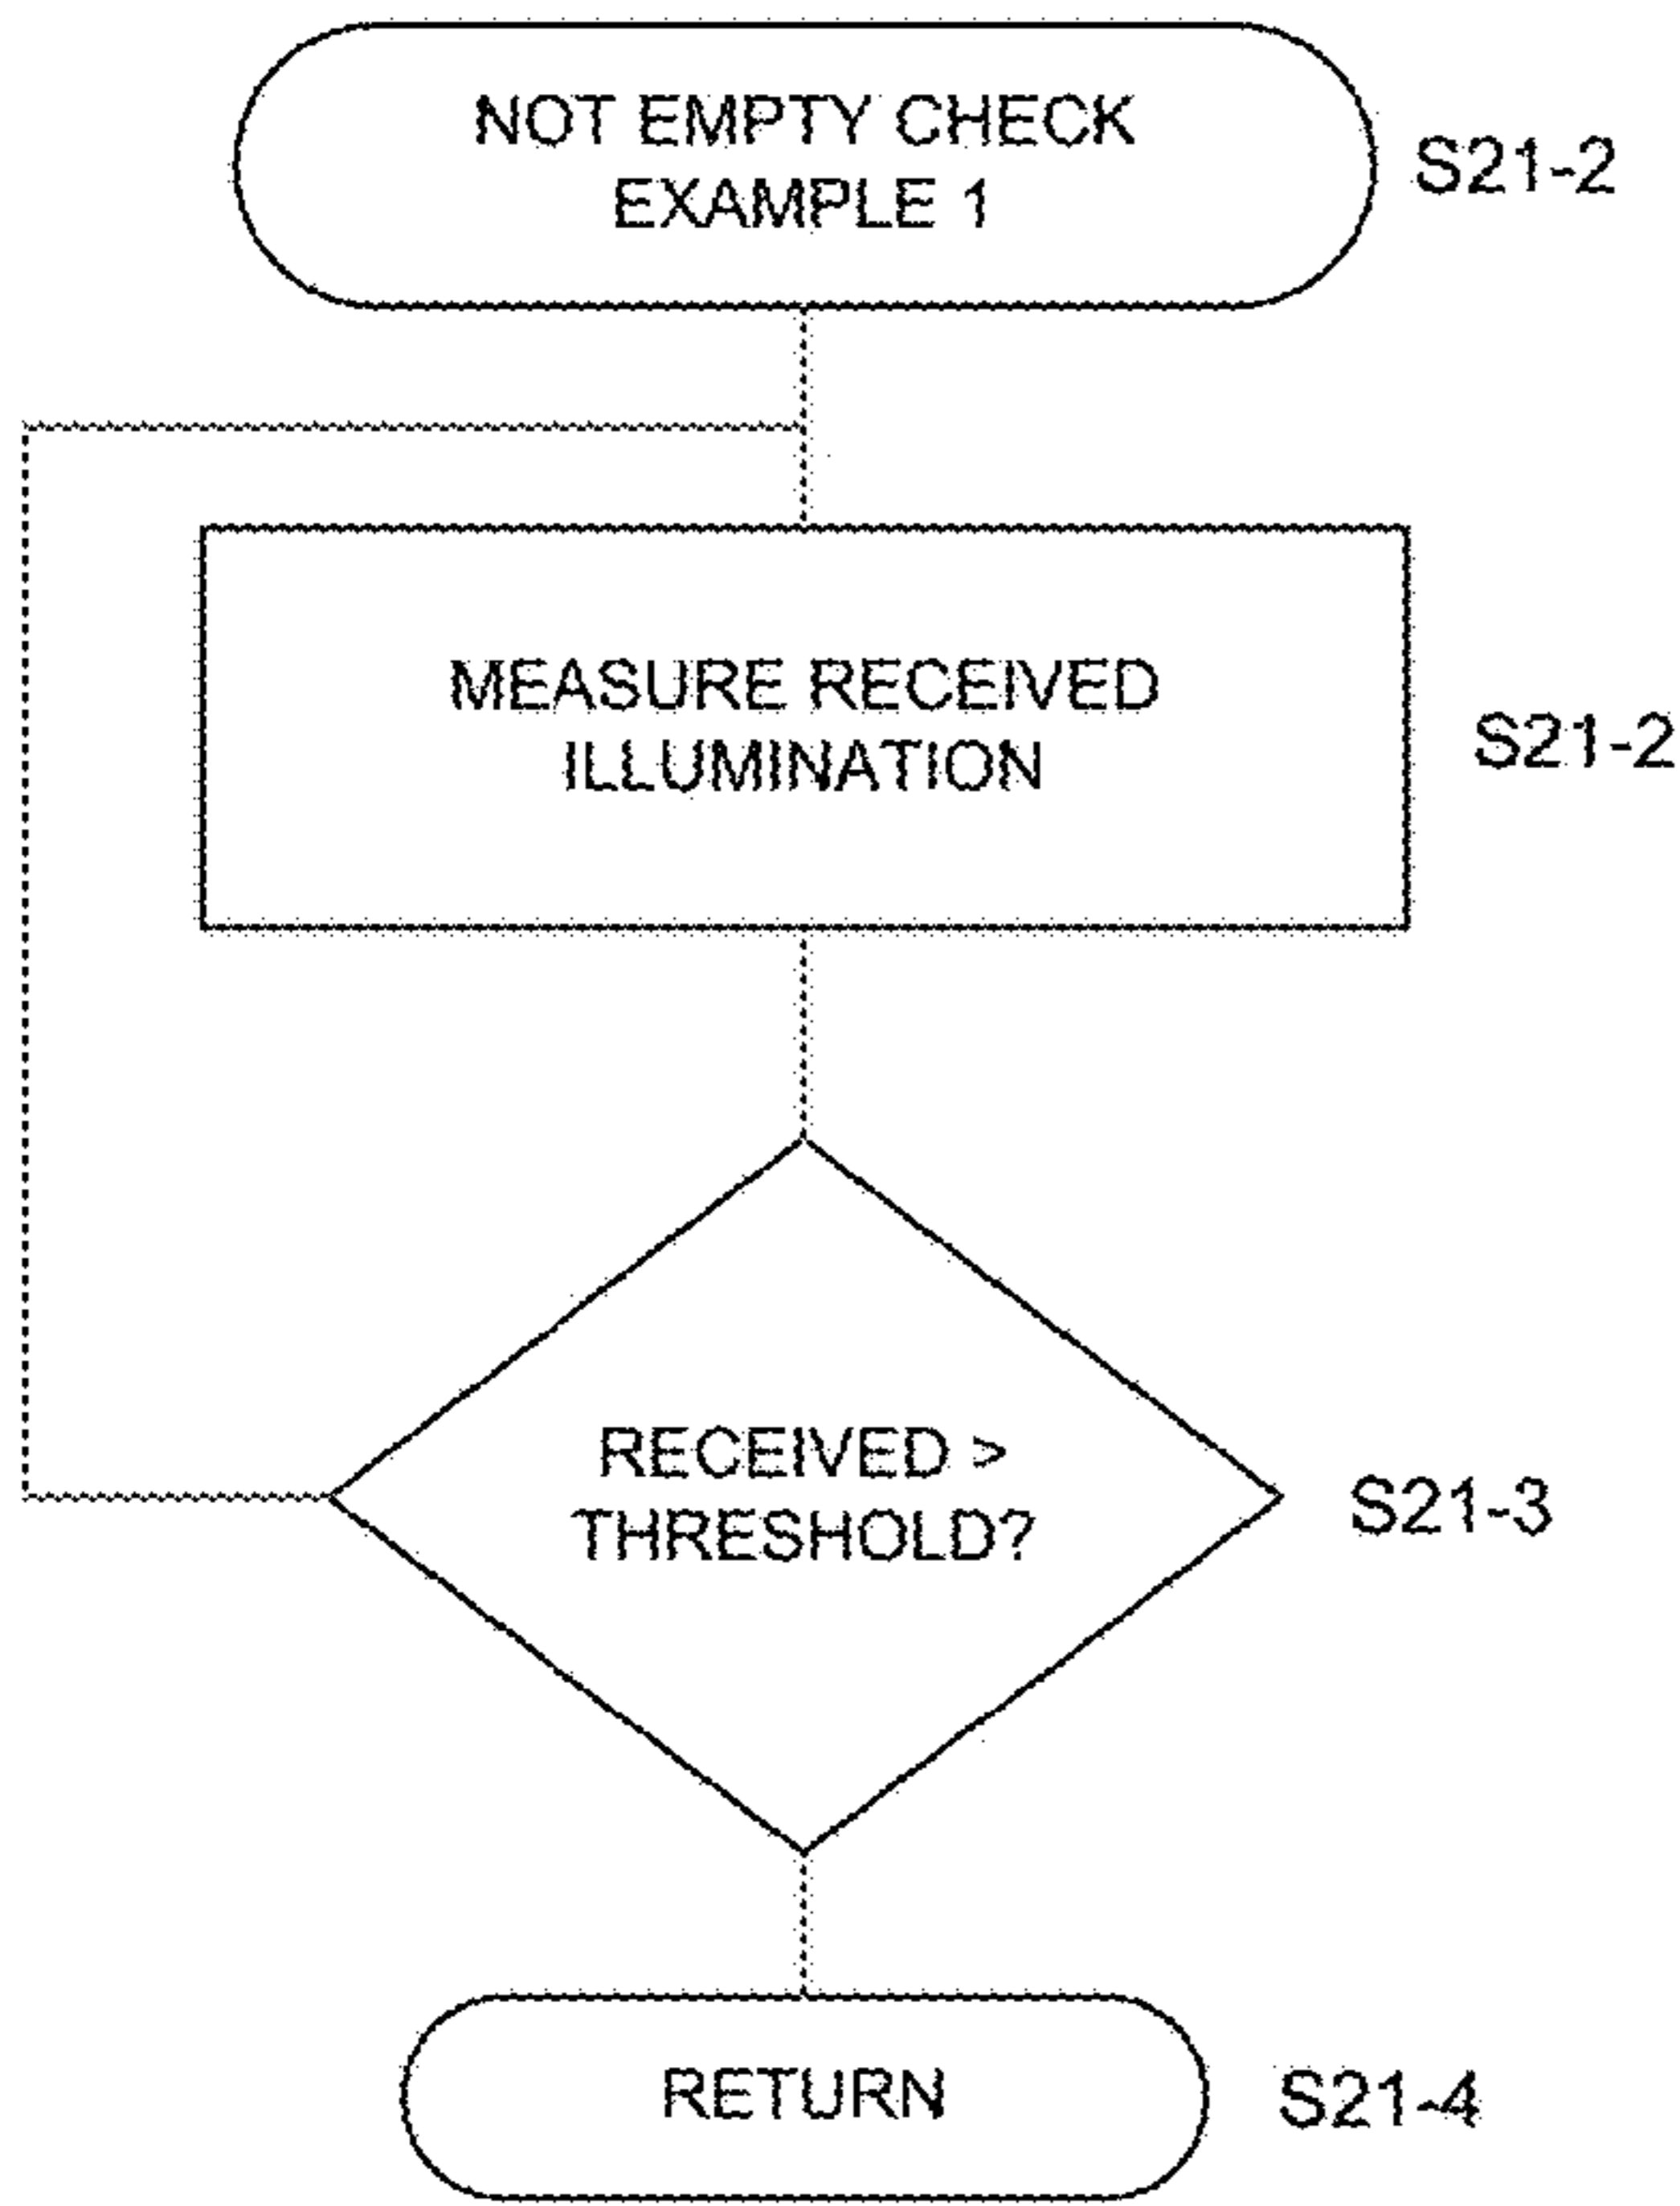 NOT EMPTY CHECK
EXAMPLE 1
S21-2
MEASURE RECEIVED
ILLUMINATION
S21-2
RECEIVED >
THRESHOLD?
S21-3
RETURN
S21-4